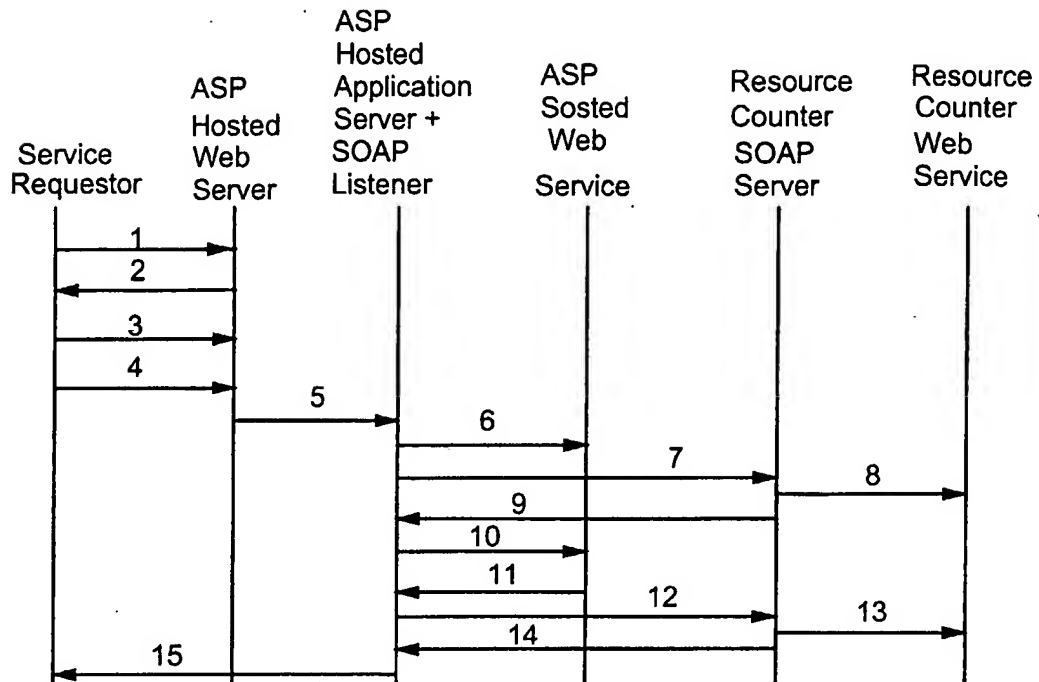 Service
Requestor
ASP
Hosted
Web
Server
ASP
Hosted
Application
Server +
SOAP
Listener
ASP
Sosted
Web
Service
Resource
Counter
SOAP
Server
Resource
Counter
Web
Service
1
2
3
4
5
6
7
8
9
10
11
12
13
14
15